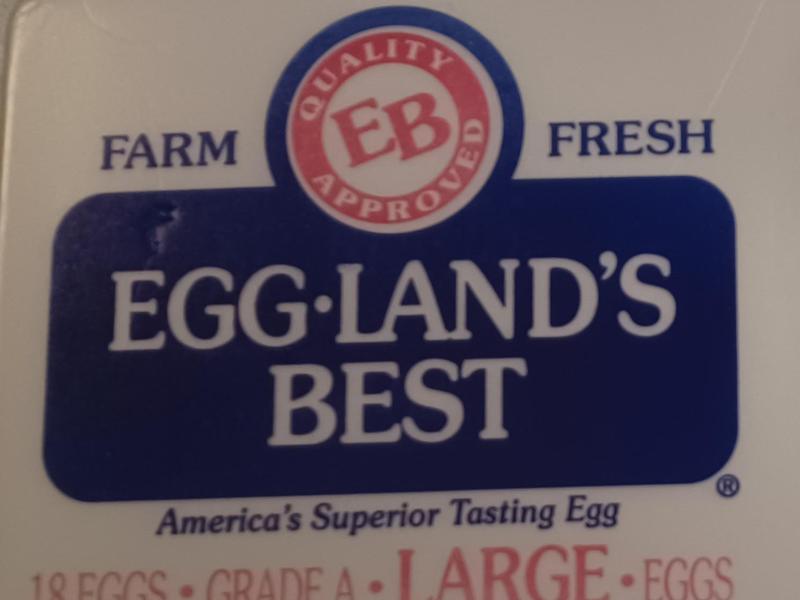 QUALITY
EB
APPROVED
FARM FRESH
EGG·LAND'S
BEST
®
America's Superior Tasting Egg
18 EGGS • GRADE A • LARGE • EGGS